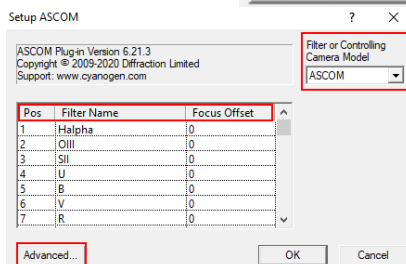 Setup ASCOM ? ×
ASCOM Plug-in Version 6.21.3
Copyright © 2009-2020 Diffraction Limited
Support: www.cyanogen.com
Filter or Controlling
Camera Model
ASCOM
Pos Filter Name Focus Offset
1 Halpha 0
2 OIII 0
3 SII 0
4 U 0
5 B 0
6 V 0
7 R 0
Advanced... OK Cancel